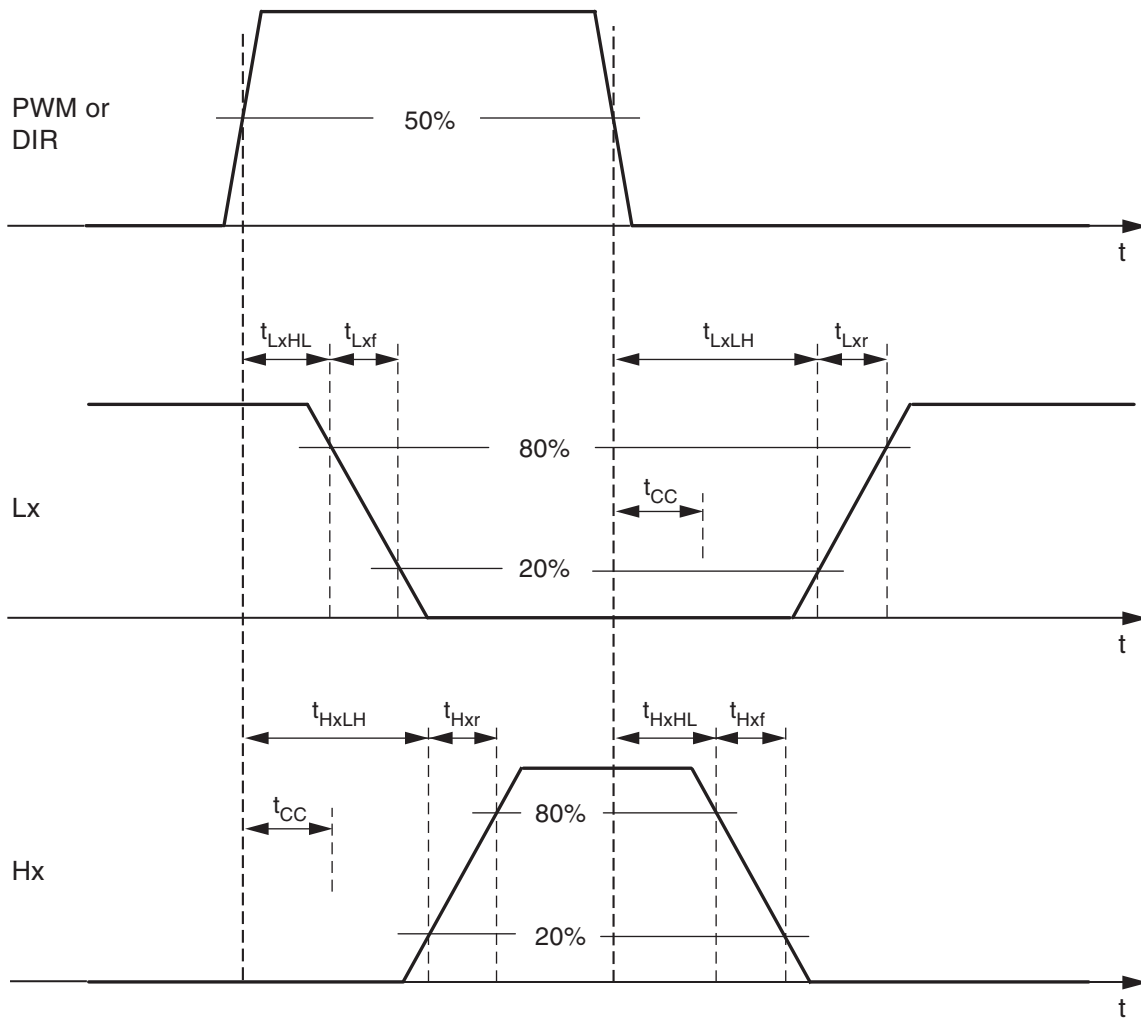 PWM or
DIR
50%
t
tLxHL
tLxf
tLxLH
tLxr
80%
tCC
Lx
20%
t
tHxLH
tHxr
tHxHL
tHxf
tCC
80%
Hx
20%
t